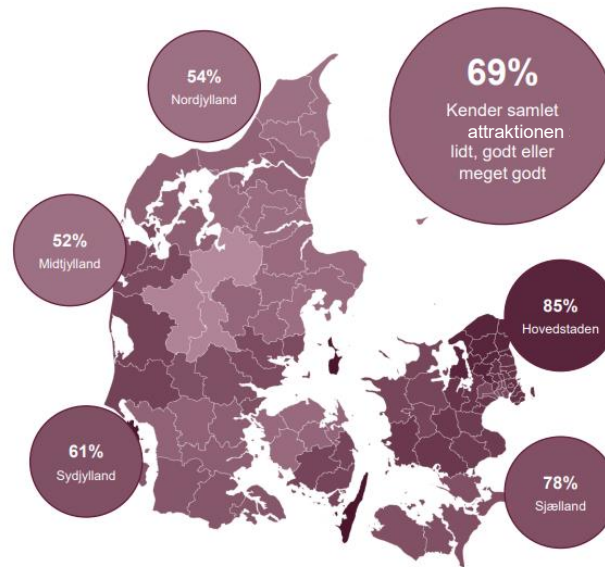 54%
Nordjylland
69%
Kender samlet
attraktionen
lidt, godt eller
meget godt
52%
Midtjylland
85%
Hovedstaden
61%
Sydjylland
78%
Sjælland